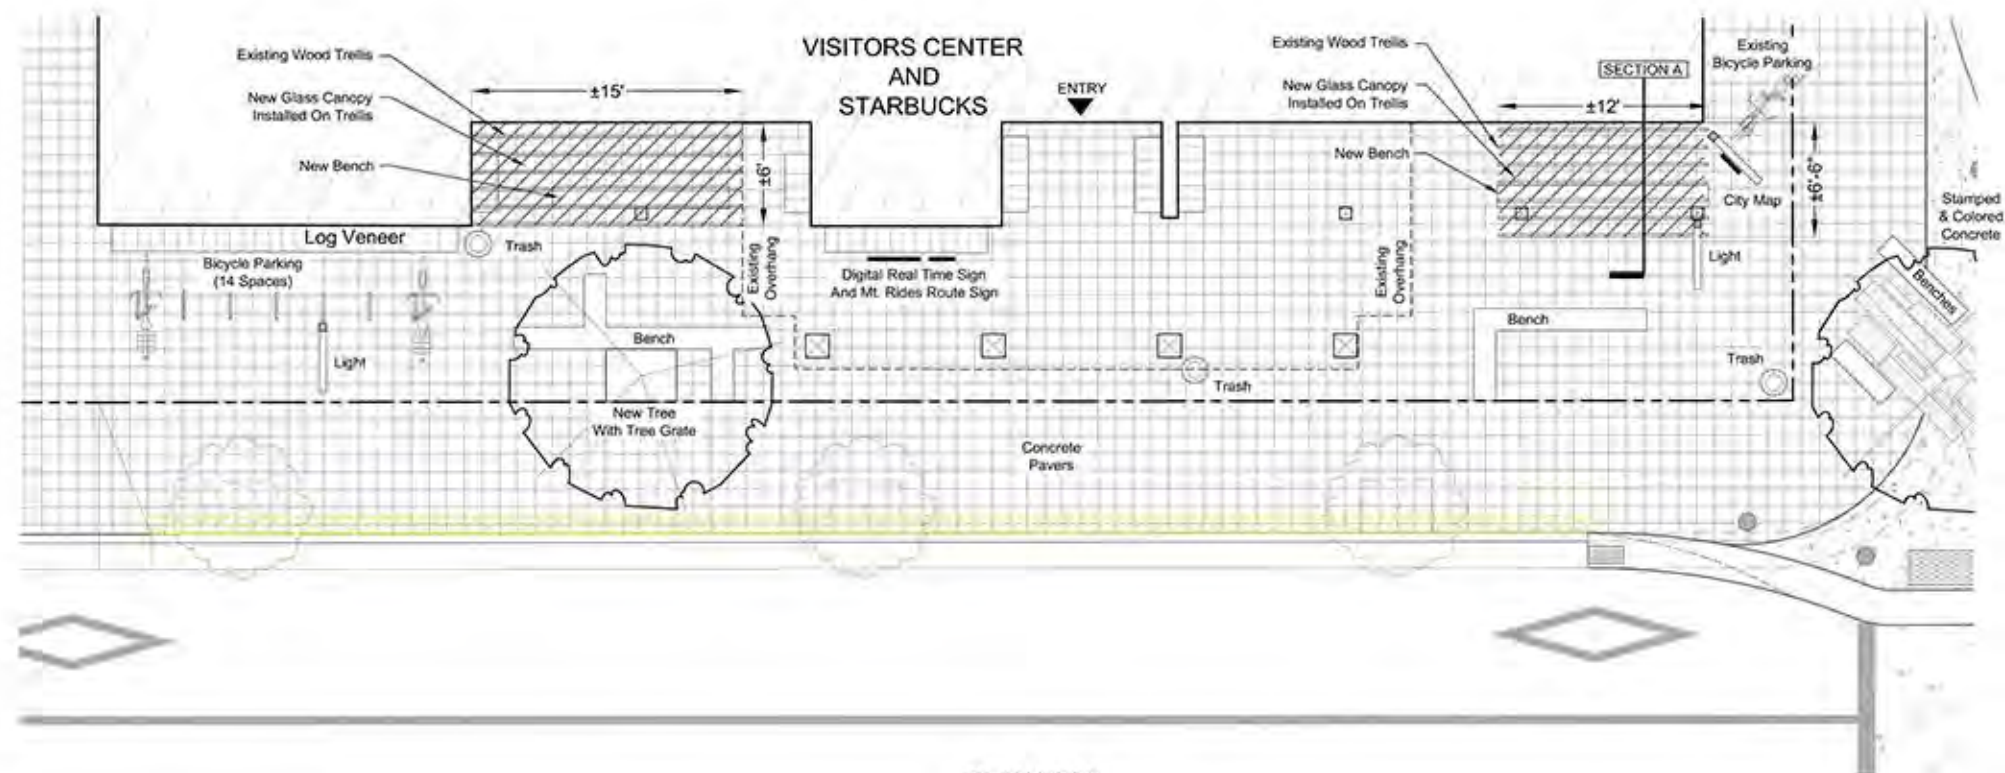 VISITORS CENTER
AND
STARBUCKS
ENTRY
Existing Wood Trellis
New Glass Canopy
Installed On Trellis
New Bench
±15'
±6'
Existing Wood Trellis
New Glass Canopy
Installed On Trellis
New Bench
SECTION A
±12'
Existing
Bicycle Parking
±6'-6"
City Map
Stamped
& Colored
Concrete
Log Veneer
Trash
Bicycle Parking
(14 Spaces)
Light
Existing
Overhang
Digital Real Time Sign
And Mt. Rides Route Sign
Existing
Overhang
Light
Benches
Bench
Bench
Trash
Trash
New Tree
With Tree Grate
Concrete
Pavers